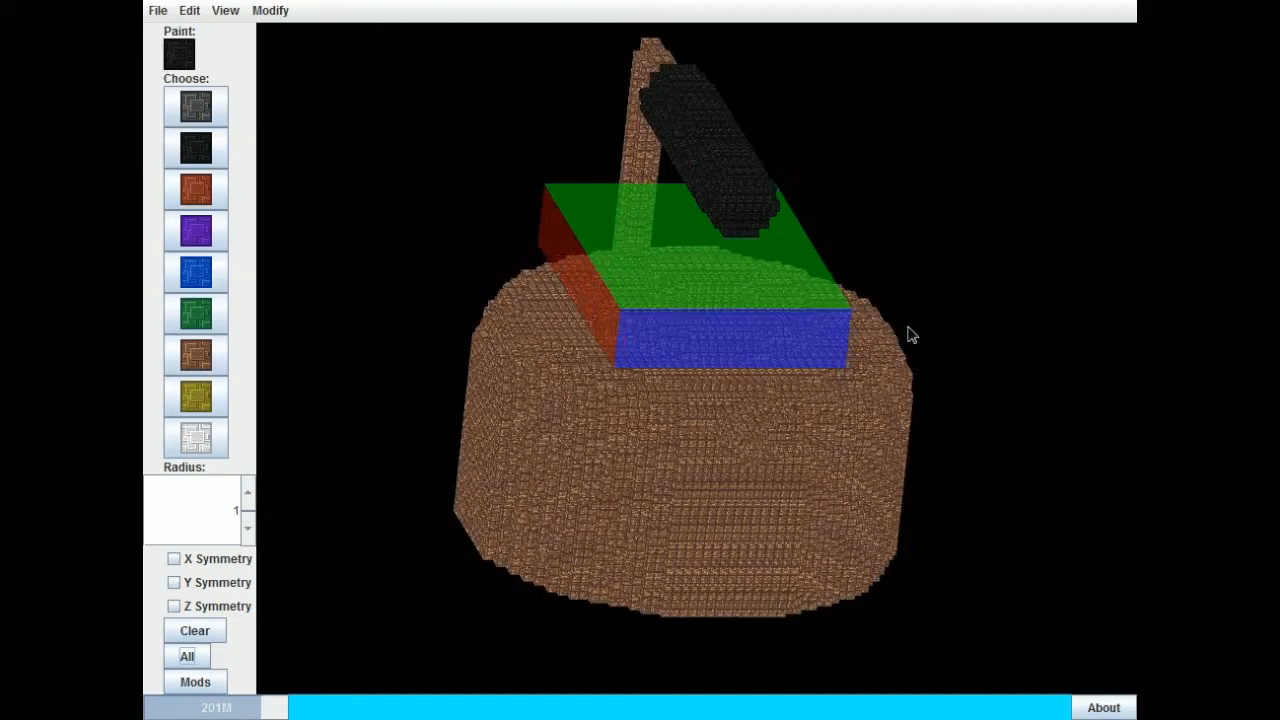 File Edit View Modify
Paint:
Choose:
Radius:
1
X Symmetry
Y Symmetry
Z Symmetry
Clear
All
Mods
201M
About